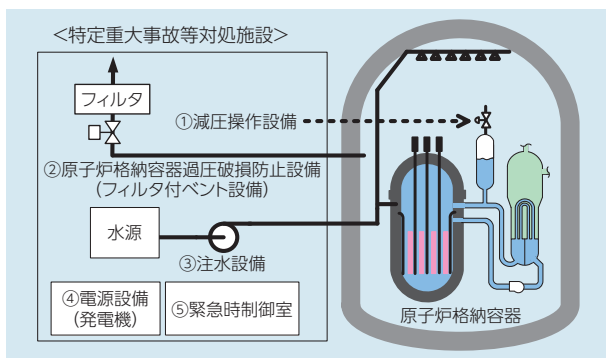 ＜特定重大事故等対処施設＞
フィルタ
①減圧操作設備
②原子炉格納容器過圧破損防止設備
(フィルタ付ベント設備)
水源
③注水設備
④電源設備
(発電機)
⑤緊急時制御室
原子炉格納容器